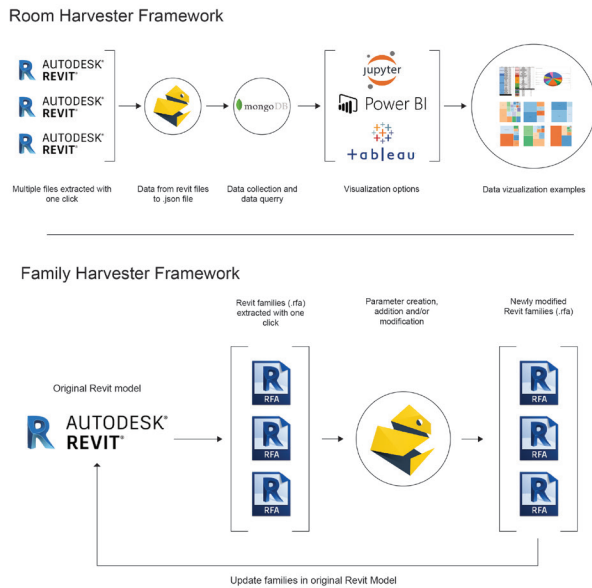 Room Harvester Framework
AUTODESK®
REVIT®
AUTODESK®
REVIT®
AUTODESK®
REVIT®
mongoDB
jupyter
Power BI
+ableau
Multiple files extracted with
one click
Data from revit files
to .json file
Data collection and
data querry
Visualization options
Data vizualization examples
Family Harvester Framework
Original Revit model
AUTODESK®
REVIT®
Revit families (.rfa)
extracted with one
click
R
RFA
R
RFA
R
RFA
Parameter creation,
addition and/or
modification
Newly modified
Revit families (.rfa)
R
RFA
R
RFA
R
RFA
Update families in original Revit Model